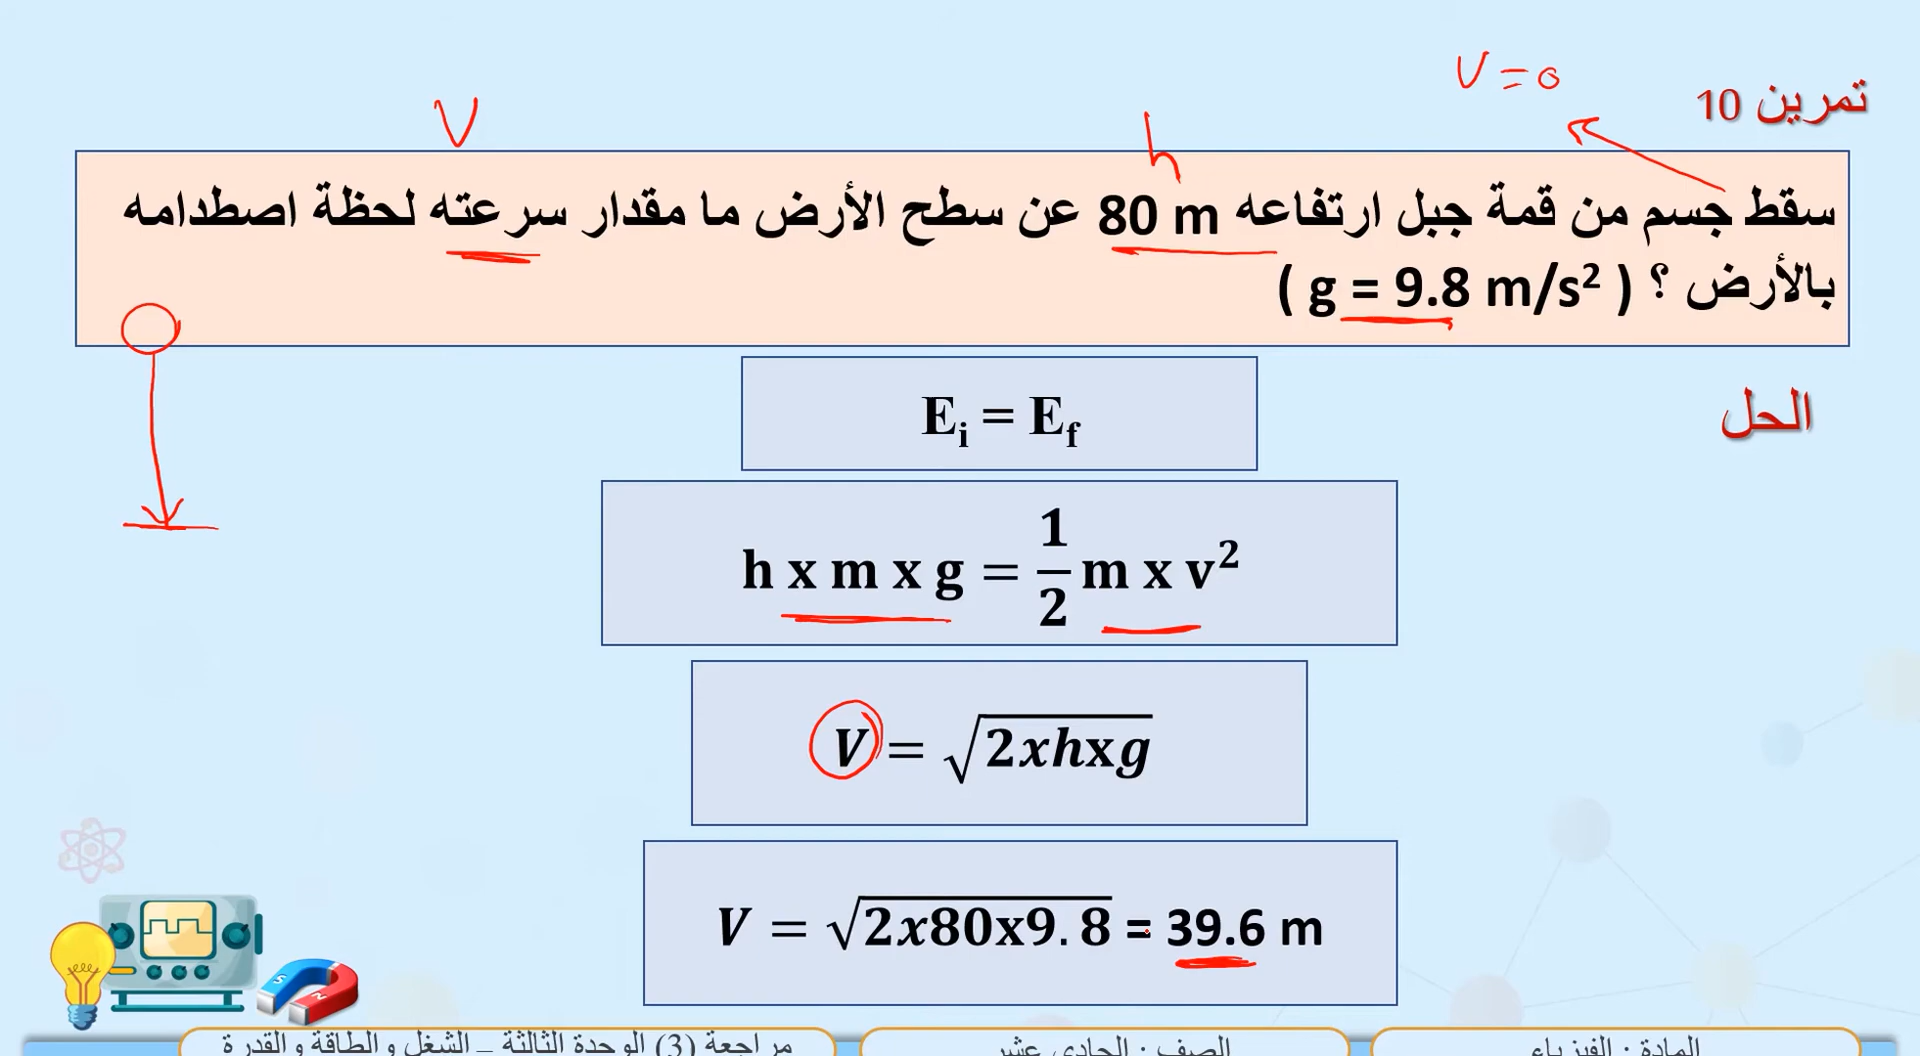 V = 0
تمرين 10
V
h
سقط جسم من قمة جبل ارتفاعه 80 m عن سطح الأرض ما مقدار سرعته لحظة اصطدامه
بالأرض ؟ ( g = 9.8 m/s² )
الحل
Eᵢ = E_f
h x m x g = 1/2 m x v²
V = √2xhxg
V = √2x80x9.8 = 39.6 m
S N
المادة : الفيزياء
الصف : الحادي عشر
مراجعة (3) الوحدة الثالثة – الشغل والطاقة والقدرة